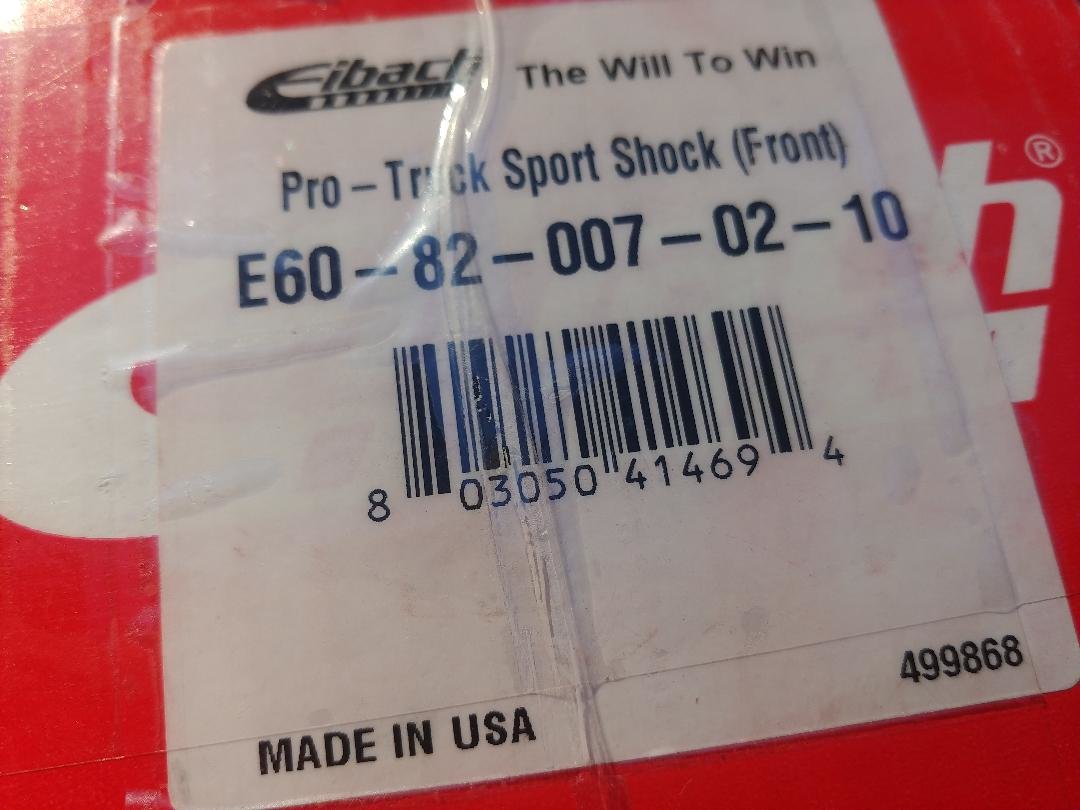 Eibach The Will To Win
Pro-Truck Sport Shock (Front)
E60-82-007-02-10
8 03050 41469 4
499868
MADE IN USA
h®